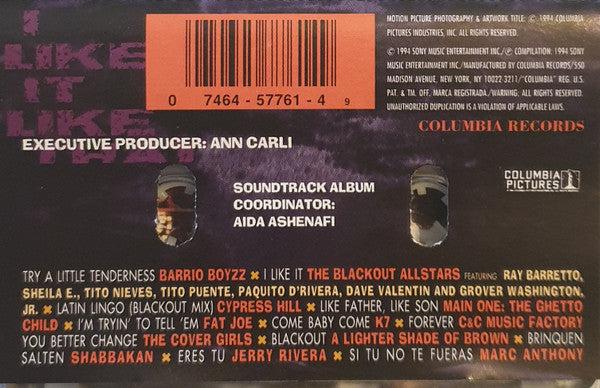 I
LIKE
IT
LIKE
THAT
0 7464 - 57761 - 4 9
MOTION PICTURE PHOTOGRAPHY & ARTWORK TITLE: © 1994 COLUMBIA
PICTURES INDUSTRIES, INC. ALL RIGHTS RESERVED.
© 1994 SONY MUSIC ENTERTAINMENT INC./℗ COMPILATION: 1994 SONY
MUSIC ENTERTAINMENT INC./MANUFACTURED BY COLUMBIA RECORDS/550
MADISON AVENUE, NEW YORK, NY 10022-3211/"COLUMBIA" REG. U.S.
PAT. & TM. OFF. MARCA REGISTRADA/WARNING: ALL RIGHTS RESERVED.
UNAUTHORIZED DUPLICATION IS A VIOLATION OF APPLICABLE LAWS.
COLUMBIA RECORDS
EXECUTIVE PRODUCER: ANN CARLI
SOUNDTRACK ALBUM
COORDINATOR:
AIDA ASHENAFI
COLUMBIA
PICTURES
TRY A LITTLE TENDERNESS BARRIO BOYZZ ✖ I LIKE IT THE BLACKOUT ALLSTARS FEATURING RAY BARRETTO,
SHEILA E., TITO NIEVES, TITO PUENTE, PAQUITO D'RIVERA, DAVE VALENTIN AND GROVER WASHINGTON,
JR. ✖ LATIN LINGO (BLACKOUT MIX) CYPRESS HILL ✖ LIKE FATHER, LIKE SON MAIN ONE: THE GHETTO
CHILD ✖ I'M TRYIN' TO TELL 'EM FAT JOE ✖ COME BABY COME K7 ✖ FOREVER C&C MUSIC FACTORY
YOU BETTER CHANGE THE COVER GIRLS ✖ BLACKOUT A LIGHTER SHADE OF BROWN ✖ BRINQUEN
SALTEN SHABBAKAN ✖ ERES TU JERRY RIVERA ✖ SI TU NO TE FUERAS MARC ANTHONY